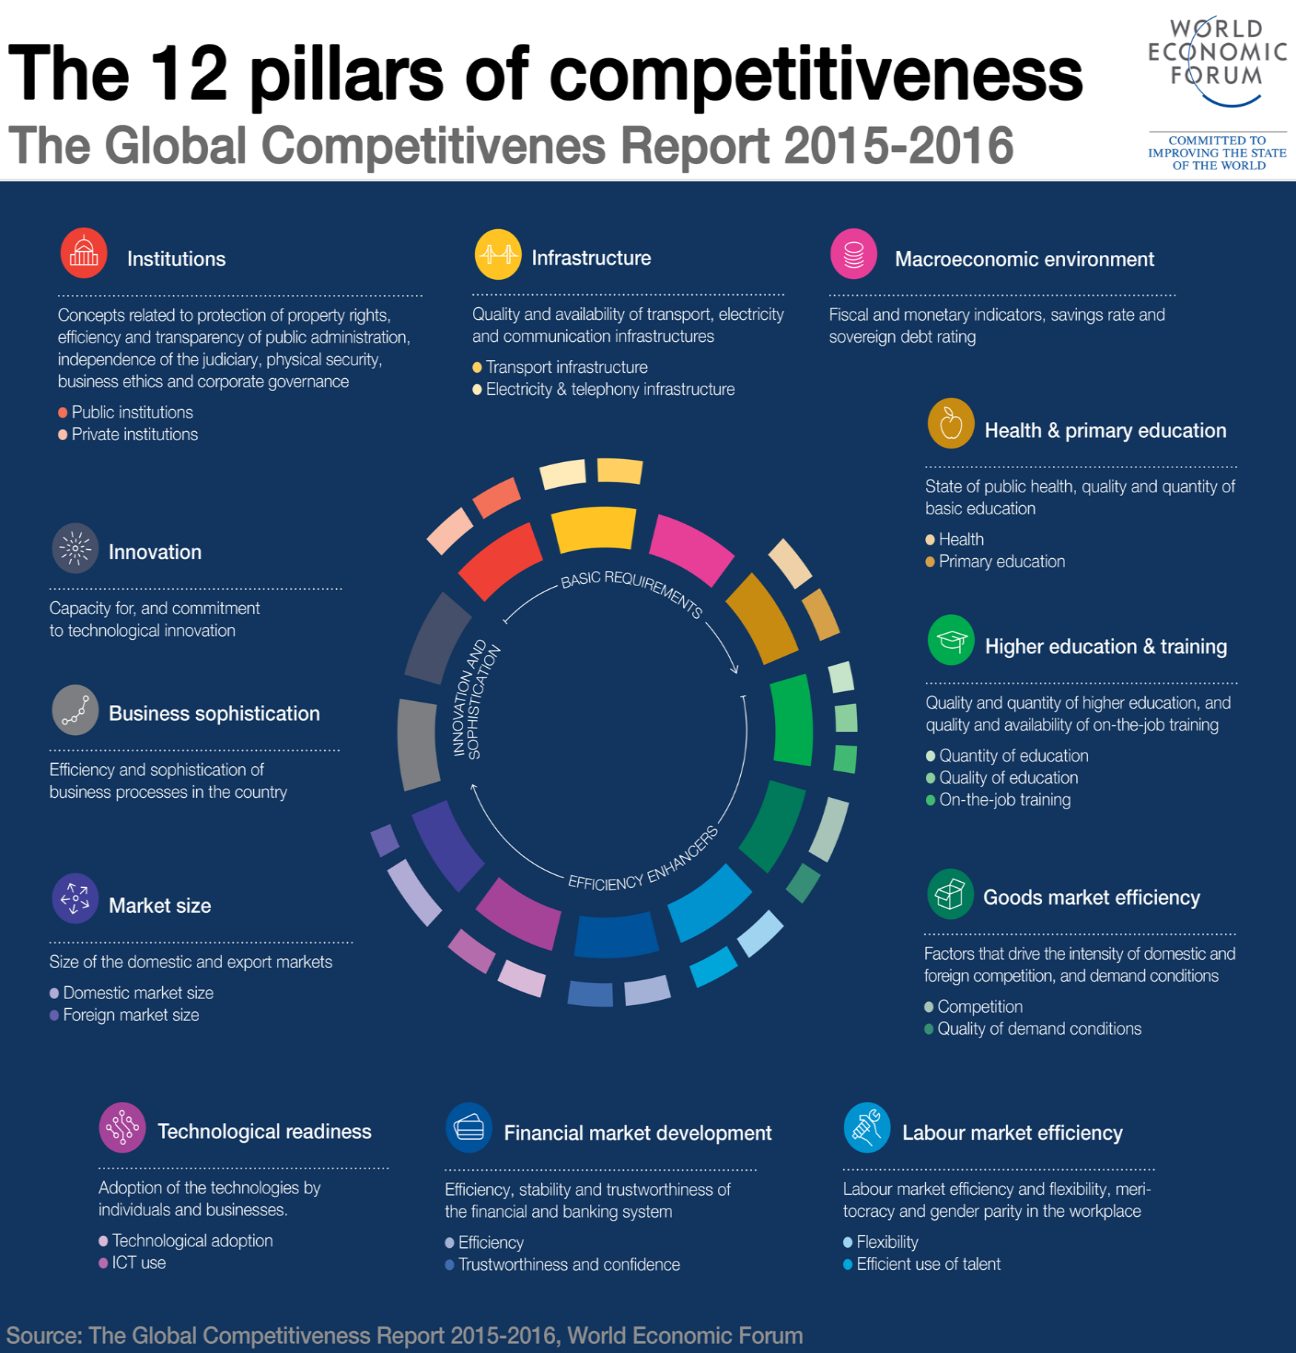 The 12 pillars of competitiveness
The Global Competitivenes Report 2015-2016
WORLD
ECONOMIC
FORUM
COMMITTED TO
IMPROVING THE STATE
OF THE WORLD
Institutions
Concepts related to protection of property rights,
efficiency and transparency of public administration,
independence of the judiciary, physical security,
business ethics and corporate governance
Public institutions
Private institutions
Infrastructure
Quality and availability of transport, electricity
and communication infrastructures
Transport infrastructure
Electricity & telephony infrastructure
Macroeconomic environment
Fiscal and monetary indicators, savings rate and
sovereign debt rating
Health & primary education
State of public health, quality and quantity of
basic education
Health
Primary education
Innovation
Capacity for, and commitment
to technological innovation
BASIC REQUIREMENTS
INNOVATION AND
SOPHISTICATION
EFFICIENCY ENHANCERS
Higher education & training
Quality and quantity of higher education, and
quality and availability of on-the-job training
Quantity of education
Quality of education
On-the-job training
Business sophistication
Efficiency and sophistication of
business processes in the country
Market size
Size of the domestic and export markets
Domestic market size
Foreign market size
Goods market efficiency
Factors that drive the intensity of domestic and
foreign competition, and demand conditions
Competition
Quality of demand conditions
Technological readiness
Adoption of the technologies by
individuals and businesses.
Technological adoption
ICT use
Financial market development
Efficiency, stability and trustworthiness of
the financial and banking system
Efficiency
Trustworthiness and confidence
Labour market efficiency
Labour market efficiency and flexibility, meri-
tocracy and gender parity in the workplace
Flexibility
Efficient use of talent
Source: The Global Competitiveness Report 2015-2016, World Economic Forum